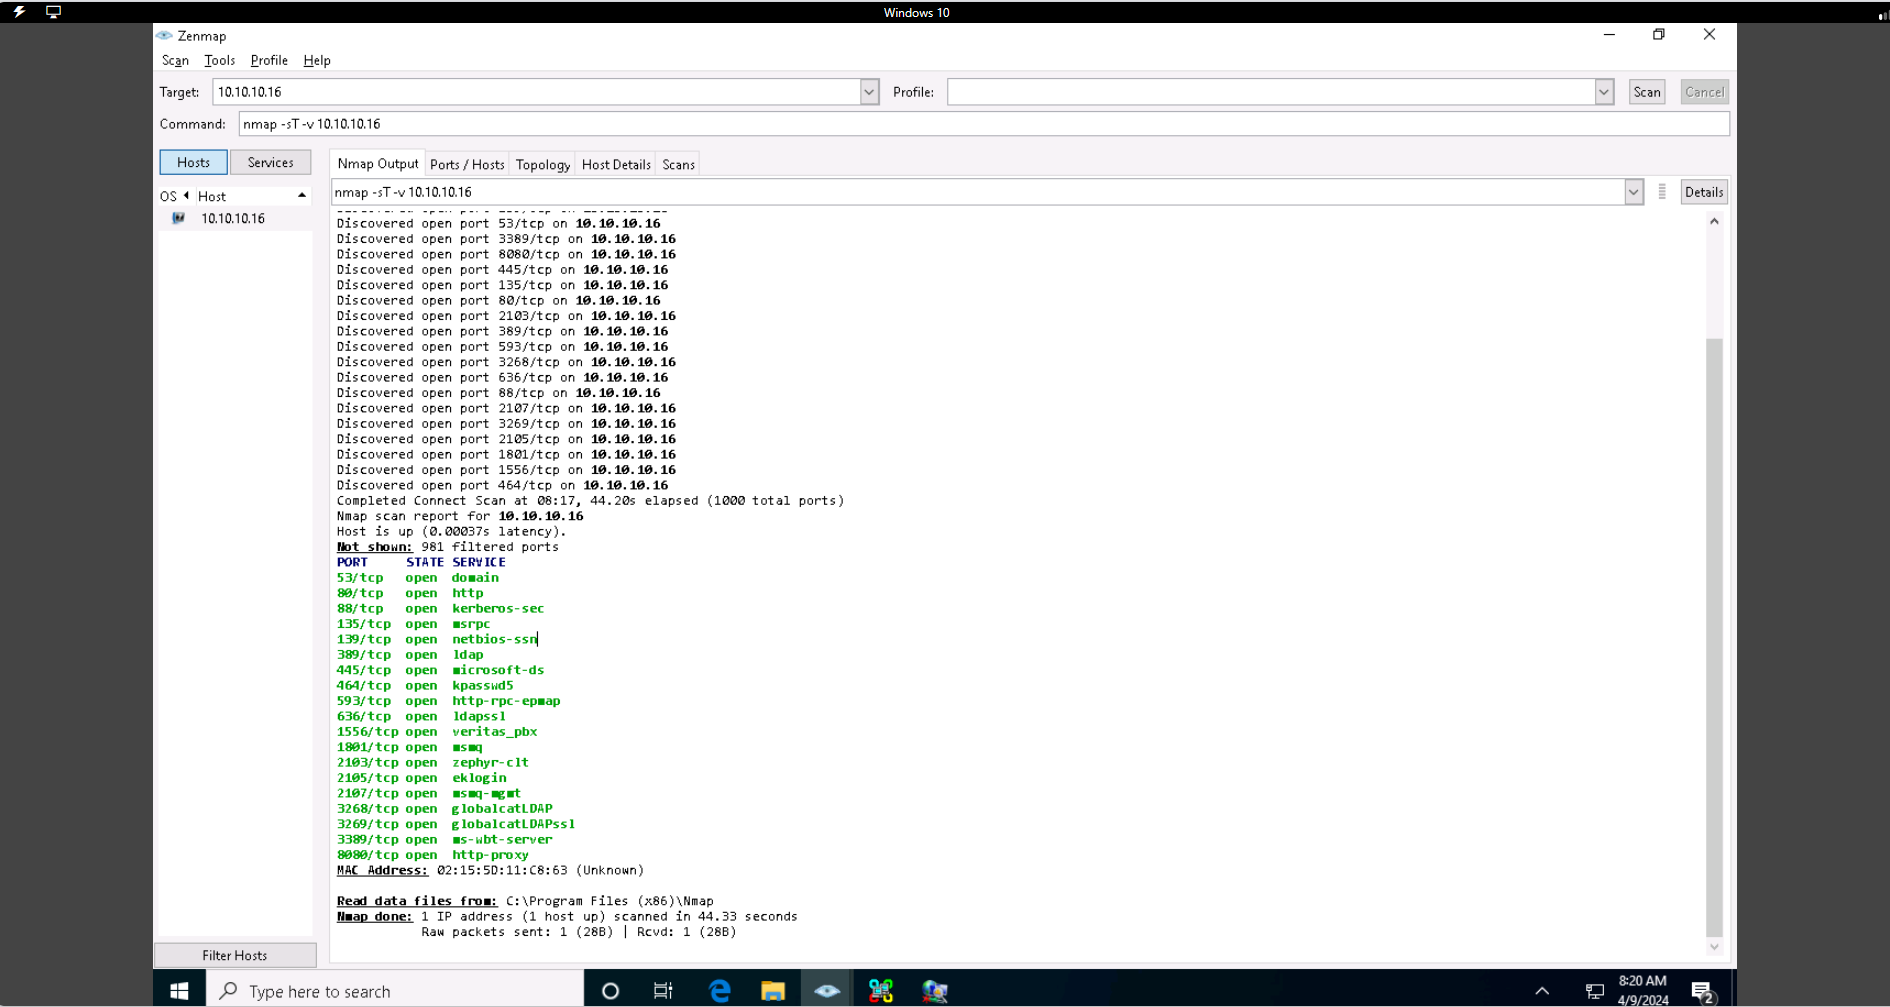 Windows 10
Zenmap
Scan Tools Profile Help
Target: 10.10.10.16 Profile: Scan Cancel
Command: nmap -sT -v 10.10.10.16
Hosts Services
Nmap Output Ports / Hosts Topology Host Details Scans
OS Host
nmap -sT -v 10.10.10.16 Details
10.10.10.16
Discovered open port 53/tcp on 10.10.10.16
Discovered open port 3389/tcp on 10.10.10.16
Discovered open port 8080/tcp on 10.10.10.16
Discovered open port 445/tcp on 10.10.10.16
Discovered open port 135/tcp on 10.10.10.16
Discovered open port 80/tcp on 10.10.10.16
Discovered open port 2103/tcp on 10.10.10.16
Discovered open port 389/tcp on 10.10.10.16
Discovered open port 593/tcp on 10.10.10.16
Discovered open port 3268/tcp on 10.10.10.16
Discovered open port 636/tcp on 10.10.10.16
Discovered open port 88/tcp on 10.10.10.16
Discovered open port 2107/tcp on 10.10.10.16
Discovered open port 3269/tcp on 10.10.10.16
Discovered open port 2105/tcp on 10.10.10.16
Discovered open port 1801/tcp on 10.10.10.16
Discovered open port 1556/tcp on 10.10.10.16
Discovered open port 464/tcp on 10.10.10.16
Completed Connect Scan at 08:17, 44.20s elapsed (1000 total ports)
Nmap scan report for 10.10.10.16
Host is up (0.00037s latency).
Not shown: 981 filtered ports
PORT STATE SERVICE
53/tcp open domain
80/tcp open http
88/tcp open kerberos-sec
135/tcp open msrpc
139/tcp open netbios-ssn
389/tcp open ldap
445/tcp open microsoft-ds
464/tcp open kpasswd5
593/tcp open http-rpc-epmap
636/tcp open ldapssl
1556/tcp open veritas_pbx
1801/tcp open msmq
2103/tcp open zephyr-clt
2105/tcp open eklogin
2107/tcp open msmq-mgmt
3268/tcp open globalcatLDAP
3269/tcp open globalcatLDAPssl
3389/tcp open ms-wbt-server
8080/tcp open http-proxy
MAC Address: 02:15:5D:11:C8:63 (Unknown)
Read data files from: C:\Program Files (x86)\Nmap
Nmap done: 1 IP address (1 host up) scanned in 44.33 seconds
Raw packets sent: 1 (28B) | Rcvd: 1 (28B)
Filter Hosts
Type here to search
8:20 AM
4/9/2024
2